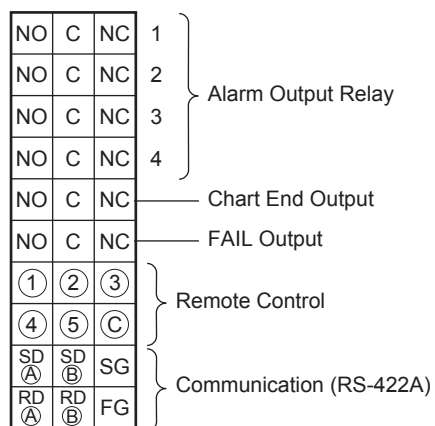 NO C NC 1
NO C NC 2
Alarm Output Relay
NO C NC 3
NO C NC 4
NO C NC Chart End Output
NO C NC FAIL Output
① ② ③
Remote Control
④ ⑤ Ⓒ
SD Ⓐ SD Ⓑ SG
Communication (RS-422A)
RD Ⓐ RD Ⓑ FG